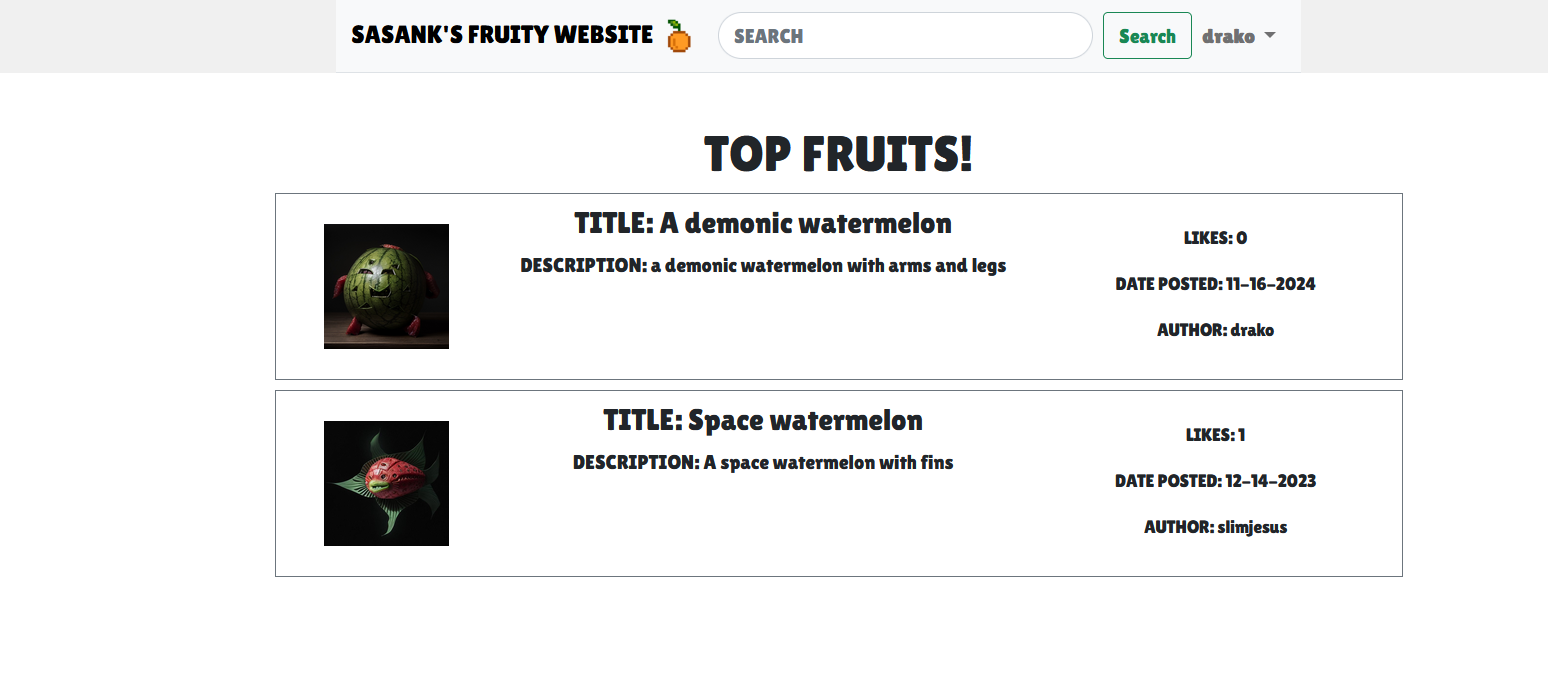 SASANK'S FRUITY WEBSITE
SEARCH
Search
drako
TOP FRUITS!
TITLE: A demonic watermelon
DESCRIPTION: a demonic watermelon with arms and legs
LIKES: 0
DATE POSTED: 11-16-2024
AUTHOR: drako
TITLE: Space watermelon
DESCRIPTION: A space watermelon with fins
LIKES: 1
DATE POSTED: 12-14-2023
AUTHOR: slimjesus